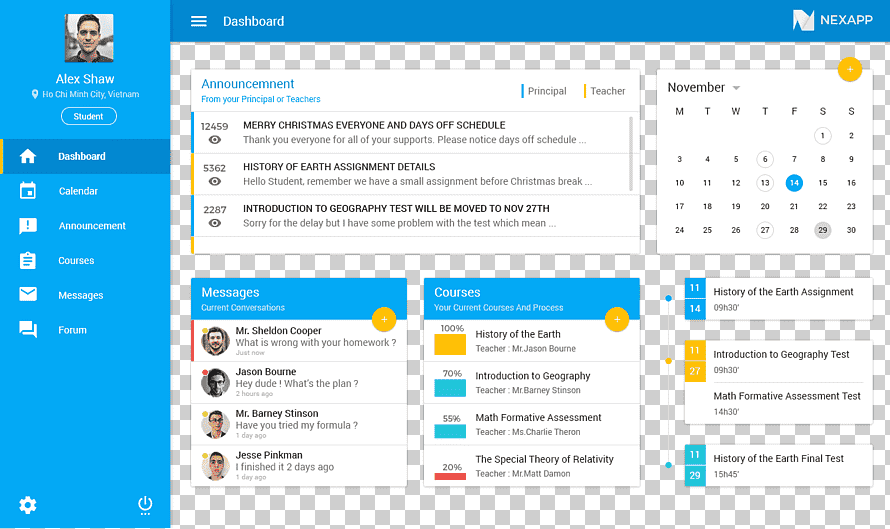 Alex Shaw
Ho Chi Minh City, Vietnam
Student
Dashboard
Calendar
Announcement
Courses
Messages
Forum
Dashboard
NEXAPP
Announcemnent
From your Principal or Teachers
Principal
Teacher
12459
MERRY CHRISTMAS EVERYONE AND DAYS OFF SCHEDULE
Thank you everyone for all of your supports. Please notice days off schedule ...
5362
HISTORY OF EARTH ASSIGNMENT DETAILS
Hello Student, remember we have a small assignment before Christmas break ...
2287
INTRODUCTION TO GEOGRAPHY TEST WILL BE MOVED TO NOV 27TH
Sorry for the delay but I have some problem with the test which mean ...
+
November
M T W T F S S
1 2
3 4 5 6 7 8 9
10 11 12 13 14 15 16
17 18 19 20 21 22 23
24 25 26 27 28 29 30
Messages
Current Conversations
+
Mr. Sheldon Cooper
What is wrong with your homework ?
Just now
Jason Bourne
Hey dude ! What's the plan ?
2 hours ago
Mr. Barney Stinson
Have you tried my formula ?
1 day ago
Jesse Pinkman
I finished it 2 days ago
1 day ago
Courses
Your Current Courses And Process
+
100%
History of the Earth
Teacher : Mr.Jason Bourne
70%
Introduction to Geography
Teacher : Mr.Barney Stinson
55%
Math Formative Assessment
Teacher : Ms.Charlie Theron
20%
The Special Theory of Relativity
Teacher : Mr.Matt Damon
11
14
History of the Earth Assignment
09h30'
11
27
Introduction to Geography Test
09h30'
Math Formative Assessment Test
14h30'
11
29
History of the Earth Final Test
15h45'